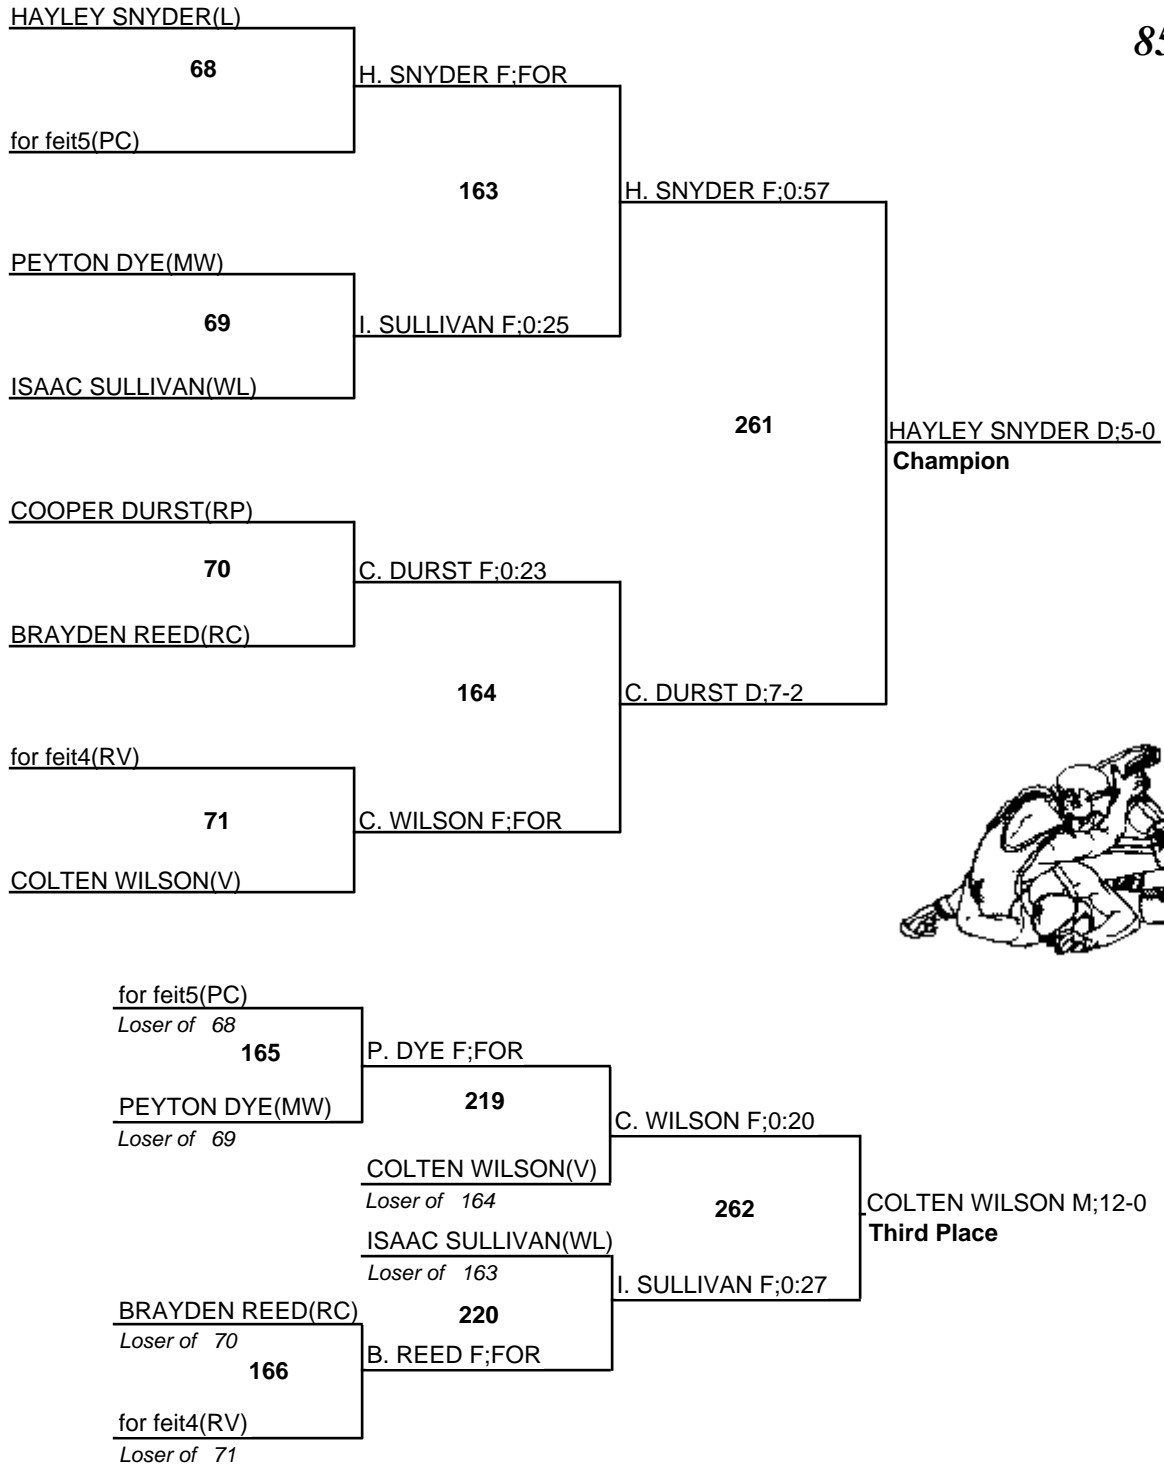 HAYLEY SNYDER(L)
85
68
H. SNYDER F;FOR
for feit5(PC)
163
H. SNYDER F;0:57
PEYTON DYE(MW)
69
I. SULLIVAN F;0:25
ISAAC SULLIVAN(WL)
261
HAYLEY SNYDER D;5-0
Champion
COOPER DURST(RP)
70
C. DURST F;0:23
BRAYDEN REED(RC)
164
C. DURST D;7-2
for feit4(RV)
71
C. WILSON F;FOR
COLTEN WILSON(V)
for feit5(PC)
Loser of 68
165
P. DYE F;FOR
PEYTON DYE(MW)
Loser of 69
219
C. WILSON F;0:20
COLTEN WILSON(V)
Loser of 164
262
COLTEN WILSON M;12-0
Third Place
ISAAC SULLIVAN(WL)
Loser of 163
I. SULLIVAN F;0:27
BRAYDEN REED(RC)
Loser of 70
220
166
B. REED F;FOR
for feit4(RV)
Loser of 71